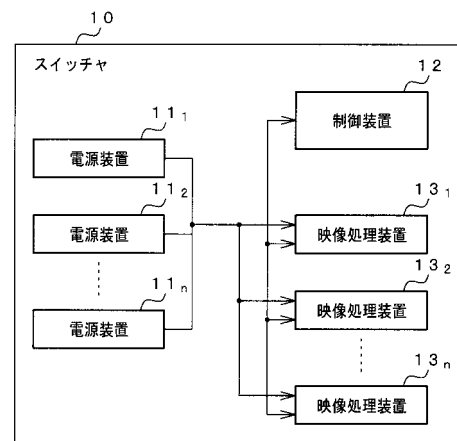 10
スイッチャ
11₁
電源装置
11₂
電源装置
11ₙ
電源装置
12
制御装置
13₁
映像処理装置
13₂
映像処理装置
13ₙ
映像処理装置